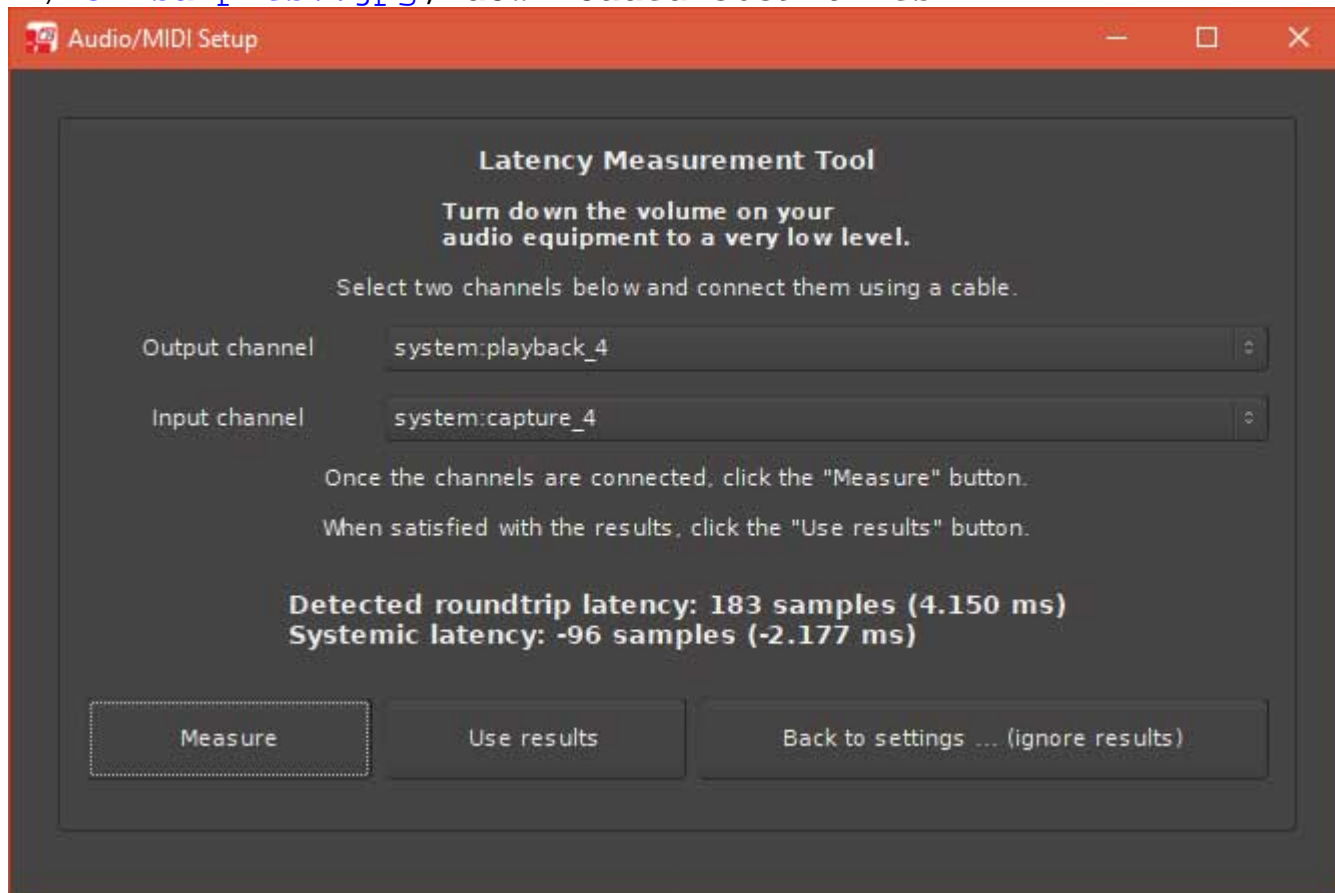 Audio/MIDI Setup
Latency Measurement Tool
Turn down the volume on your
audio equipment to a very low level.
Select two channels below and connect them using a cable.
Output channel system:playback_4
Input channel system:capture_4
Once the channels are connected, click the "Measure" button.
When satisfied with the results, click the "Use results" button.
Detected roundtrip latency: 183 samples (4.150 ms)
Systemic latency: -96 samples (-2.177 ms)
Measure Use results Back to settings ... (ignore results)